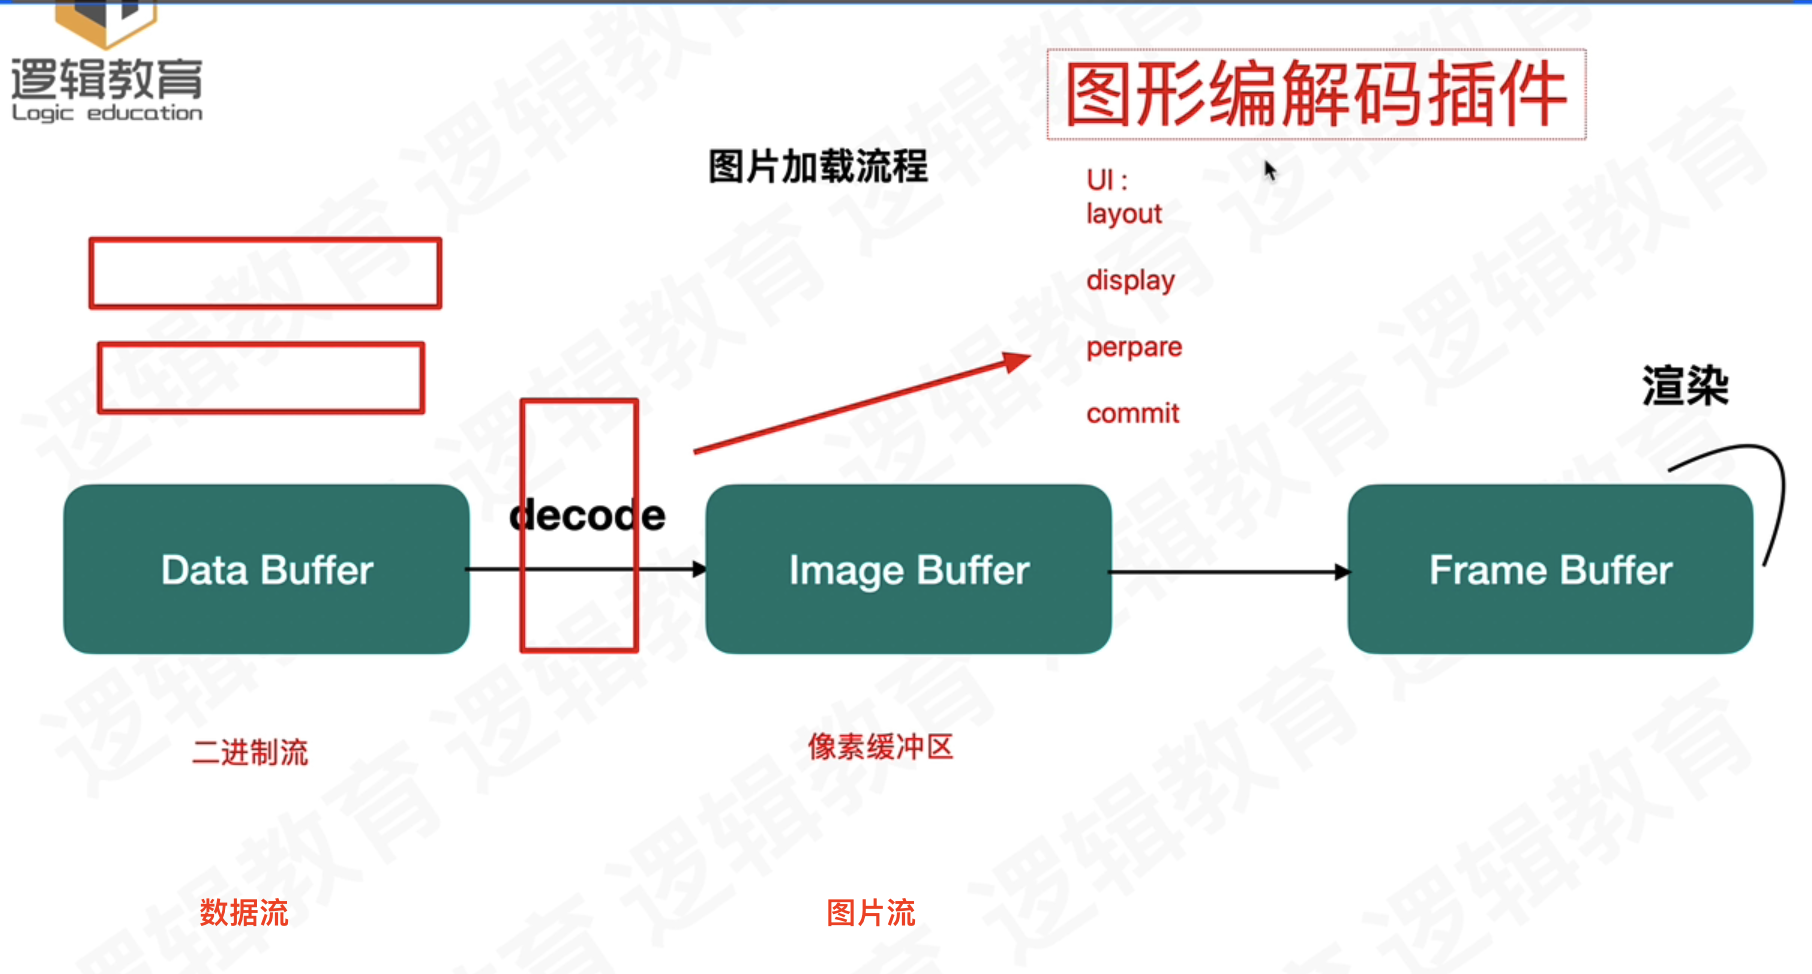 逻辑教育
Logic education
图形编解码插件
图片加载流程
UI :
layout
display
perpare
commit
渲染
decode
Data Buffer
Image Buffer
Frame Buffer
二进制流
像素缓冲区
数据流
图片流